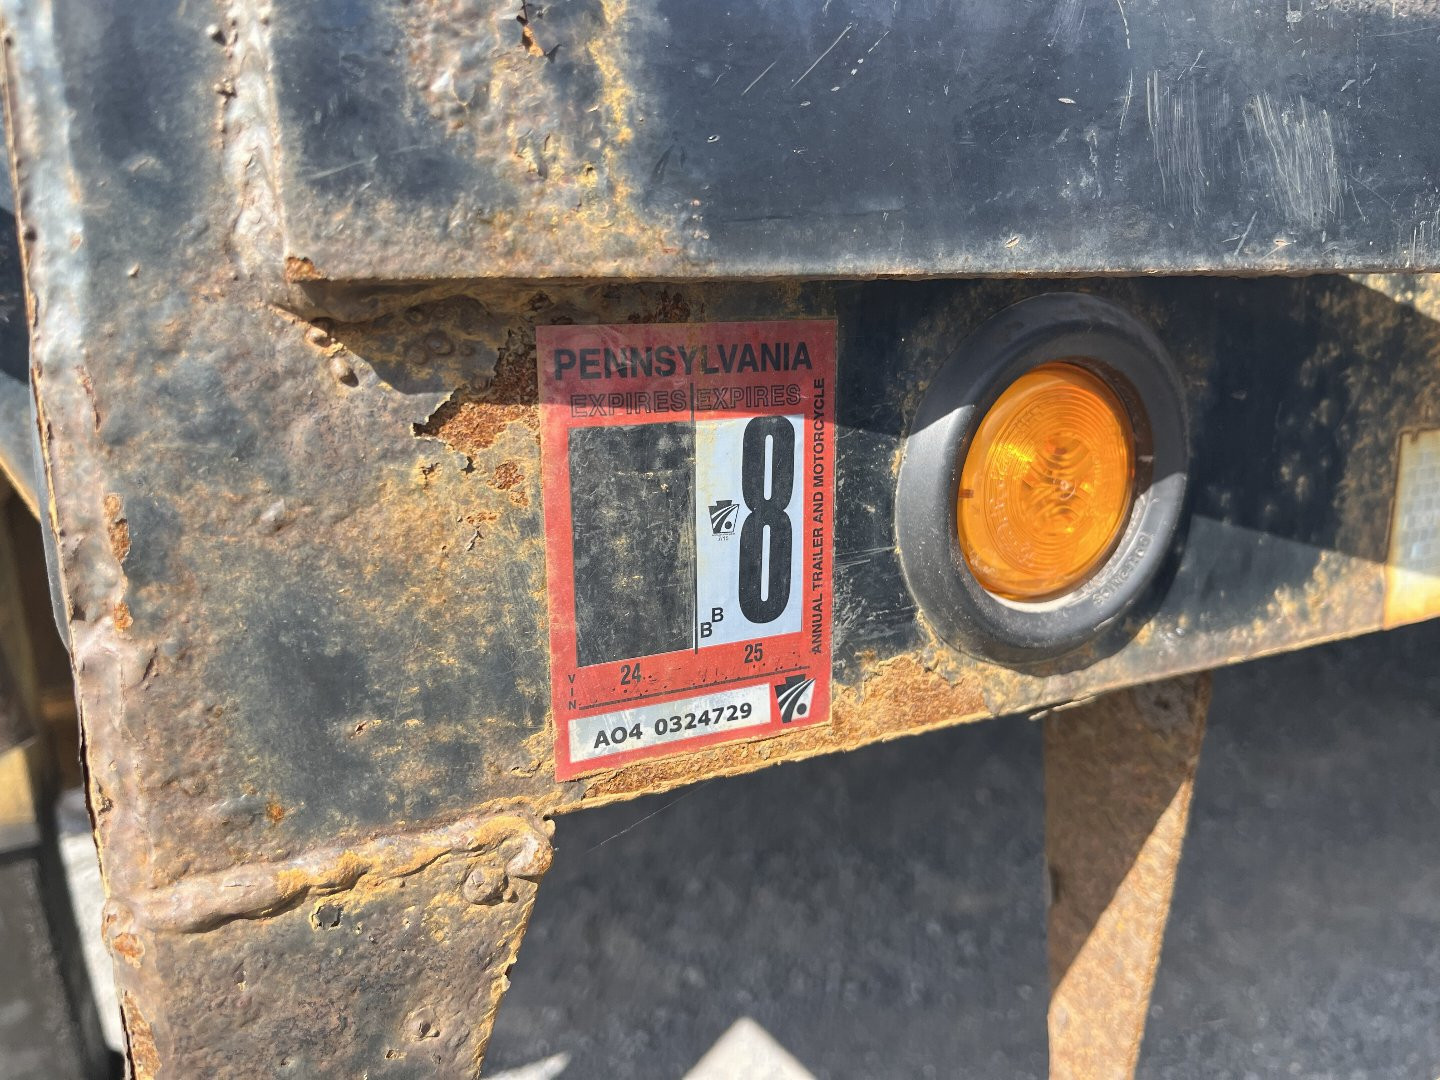 PENNSYLVANIA
EXPIRES EXPIRES
8
B B
ANNUAL TRAILER AND MOTORCYCLE
24 25
VIN
AO4 0324729